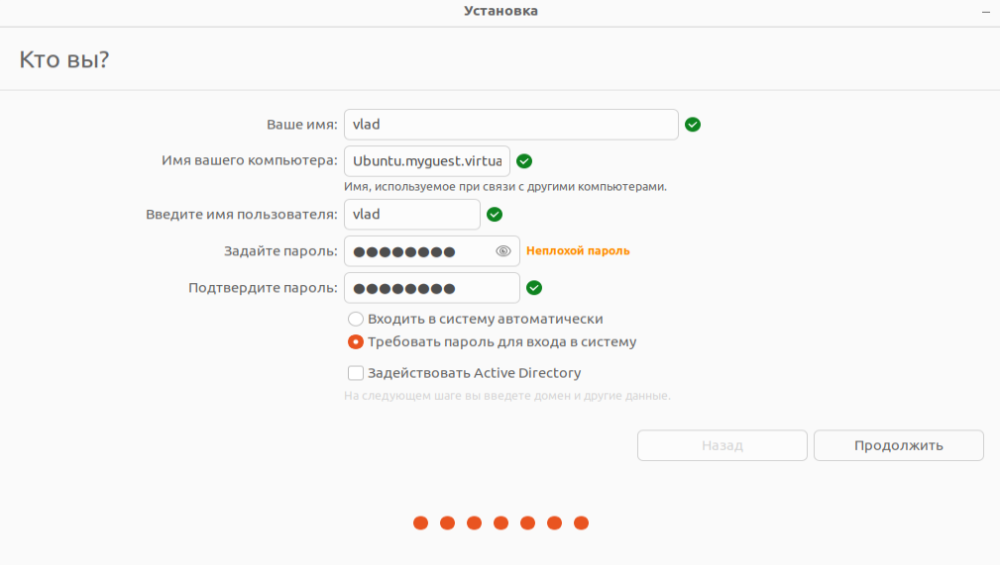 Установка
Кто вы?
Ваше имя: vlad
Имя вашего компьютера: Ubuntu.myguest.virtua
Имя, используемое при связи с другими компьютерами.
Введите имя пользователя: vlad
Задайте пароль: ●●●●●●●● Неплохой пароль
Подтвердите пароль: ●●●●●●●●
Входить в систему автоматически
Требовать пароль для входа в систему
Задействовать Active Directory
На следующем шаге вы введете домен и другие данные.
Назад Продолжить